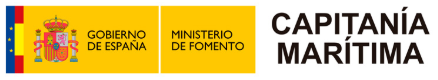 GOBIERNO
DE ESPAÑA
MINISTERIO
DE FOMENTO
CAPITANÍA
MARÍTIMA